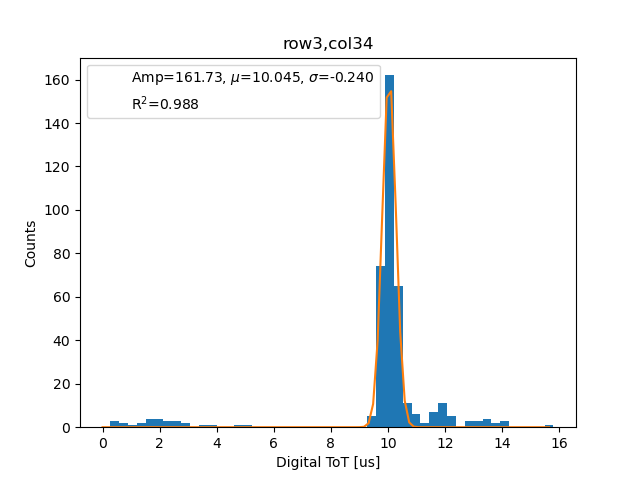 row3,col34
Amp=161.73, μ=10.045, σ=-0.240
R²=0.988
160
140
120
100
80
60
40
20
0
Counts
0 2 4 6 8 10 12 14 16
Digital ToT [us]